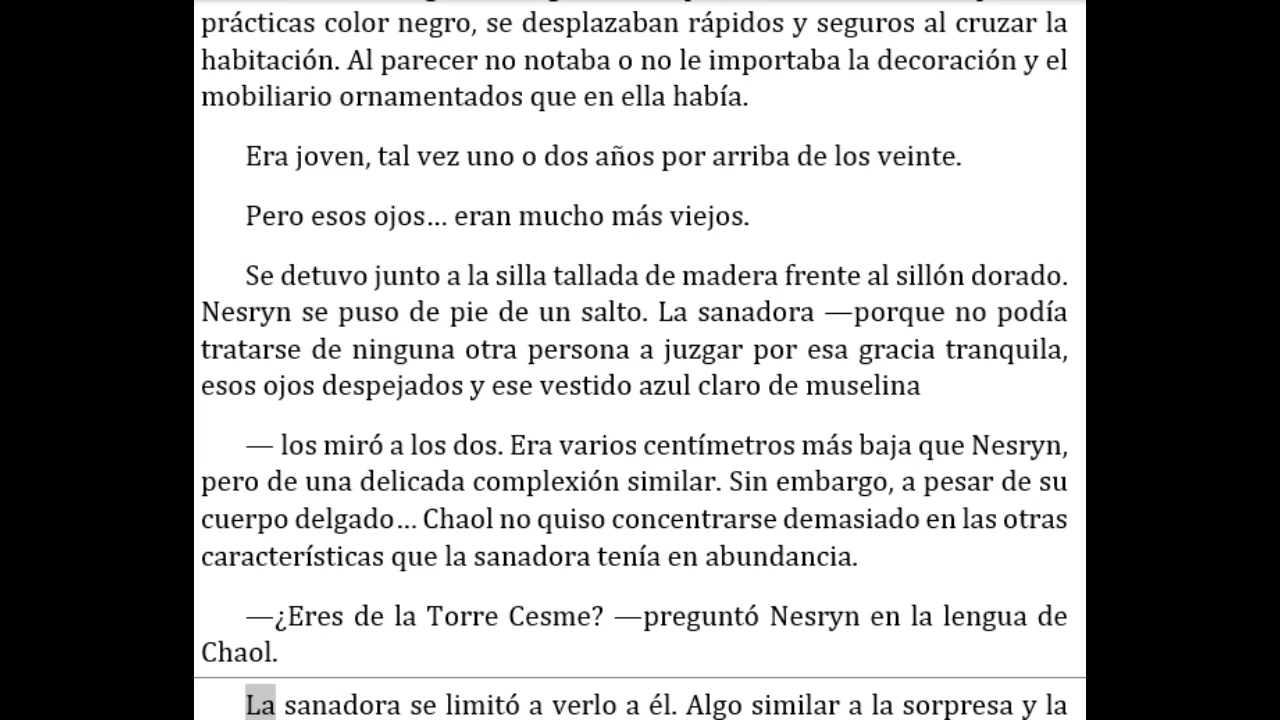 prácticas color negro, se desplazaban rápidos y seguros al cruzar la
habitación. Al parecer no notaba o no le importaba la decoración y el
mobiliario ornamentados que en ella había.
Era joven, tal vez uno o dos años por arriba de los veinte.
Pero esos ojos… eran mucho más viejos.
Se detuvo junto a la silla tallada de madera frente al sillón dorado.
Nesryn se puso de pie de un salto. La sanadora —porque no podía
tratarse de ninguna otra persona a juzgar por esa gracia tranquila,
esos ojos despejados y ese vestido azul claro de muselina
— los miró a los dos. Era varios centímetros más baja que Nesryn,
pero de una delicada complexión similar. Sin embargo, a pesar de su
cuerpo delgado… Chaol no quiso concentrarse demasiado en las otras
características que la sanadora tenía en abundancia.
—¿Eres de la Torre Cesme? —preguntó Nesryn en la lengua de
Chaol.
La sanadora se limitó a verlo a él. Algo similar a la sorpresa y la